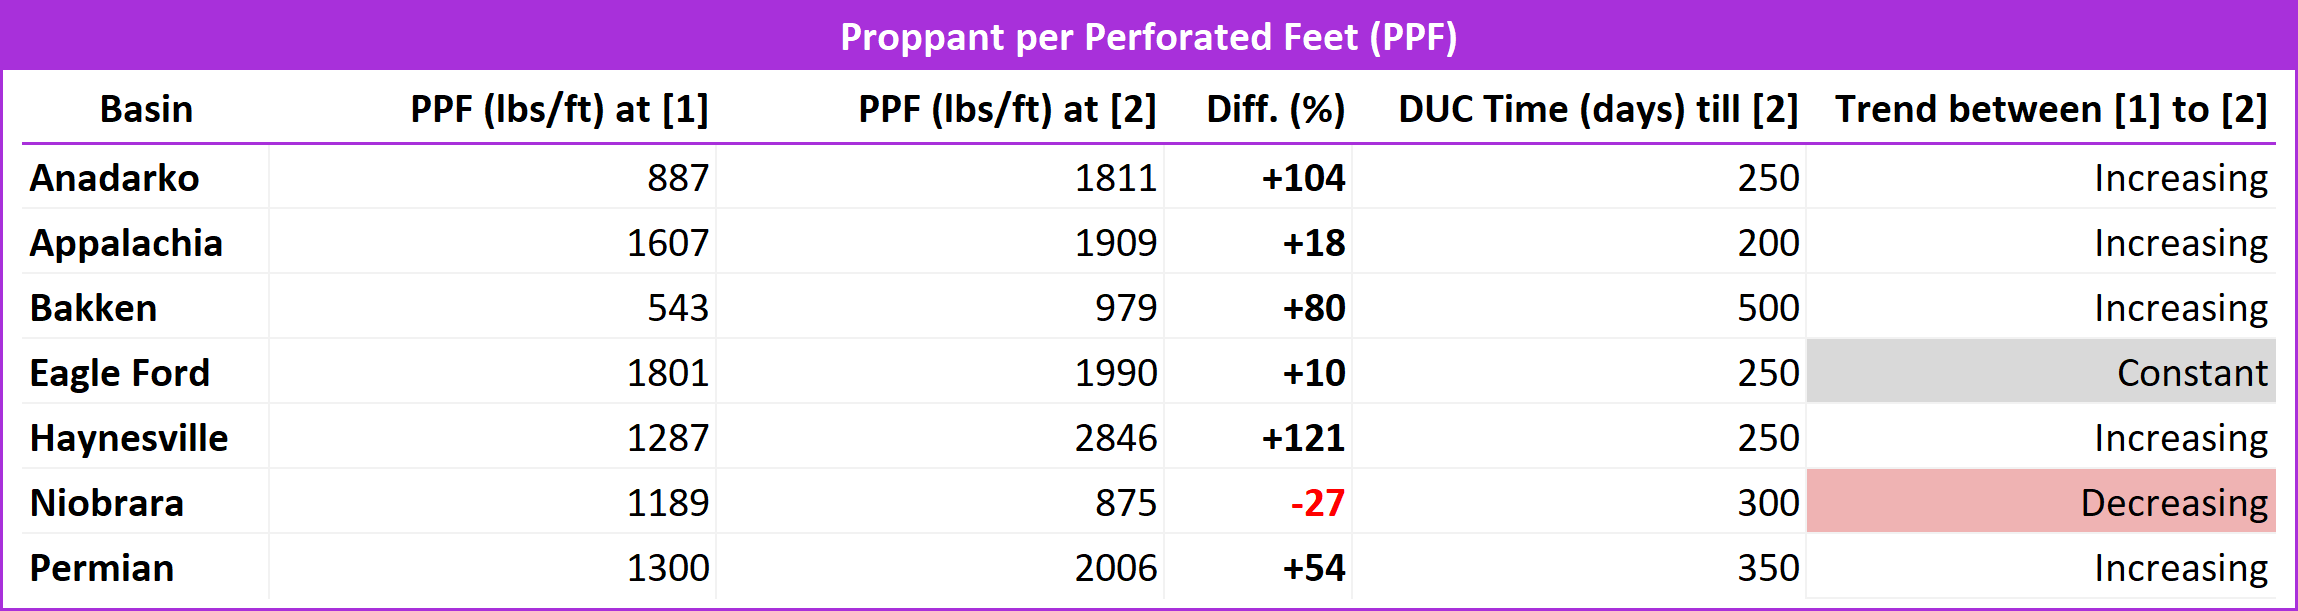 Proppant per Perforated Feet (PPF)
Basin PPF (lbs/ft) at [1] PPF (lbs/ft) at [2] Diff. (%) DUC Time (days) till [2] Trend between [1] to [2]
Anadarko 887 1811 +104 250 Increasing
Appalachia 1607 1909 +18 200 Increasing
Bakken 543 979 +80 500 Increasing
Eagle Ford 1801 1990 +10 250 Constant
Haynesville 1287 2846 +121 250 Increasing
Niobrara 1189 875 -27 300 Decreasing
Permian 1300 2006 +54 350 Increasing